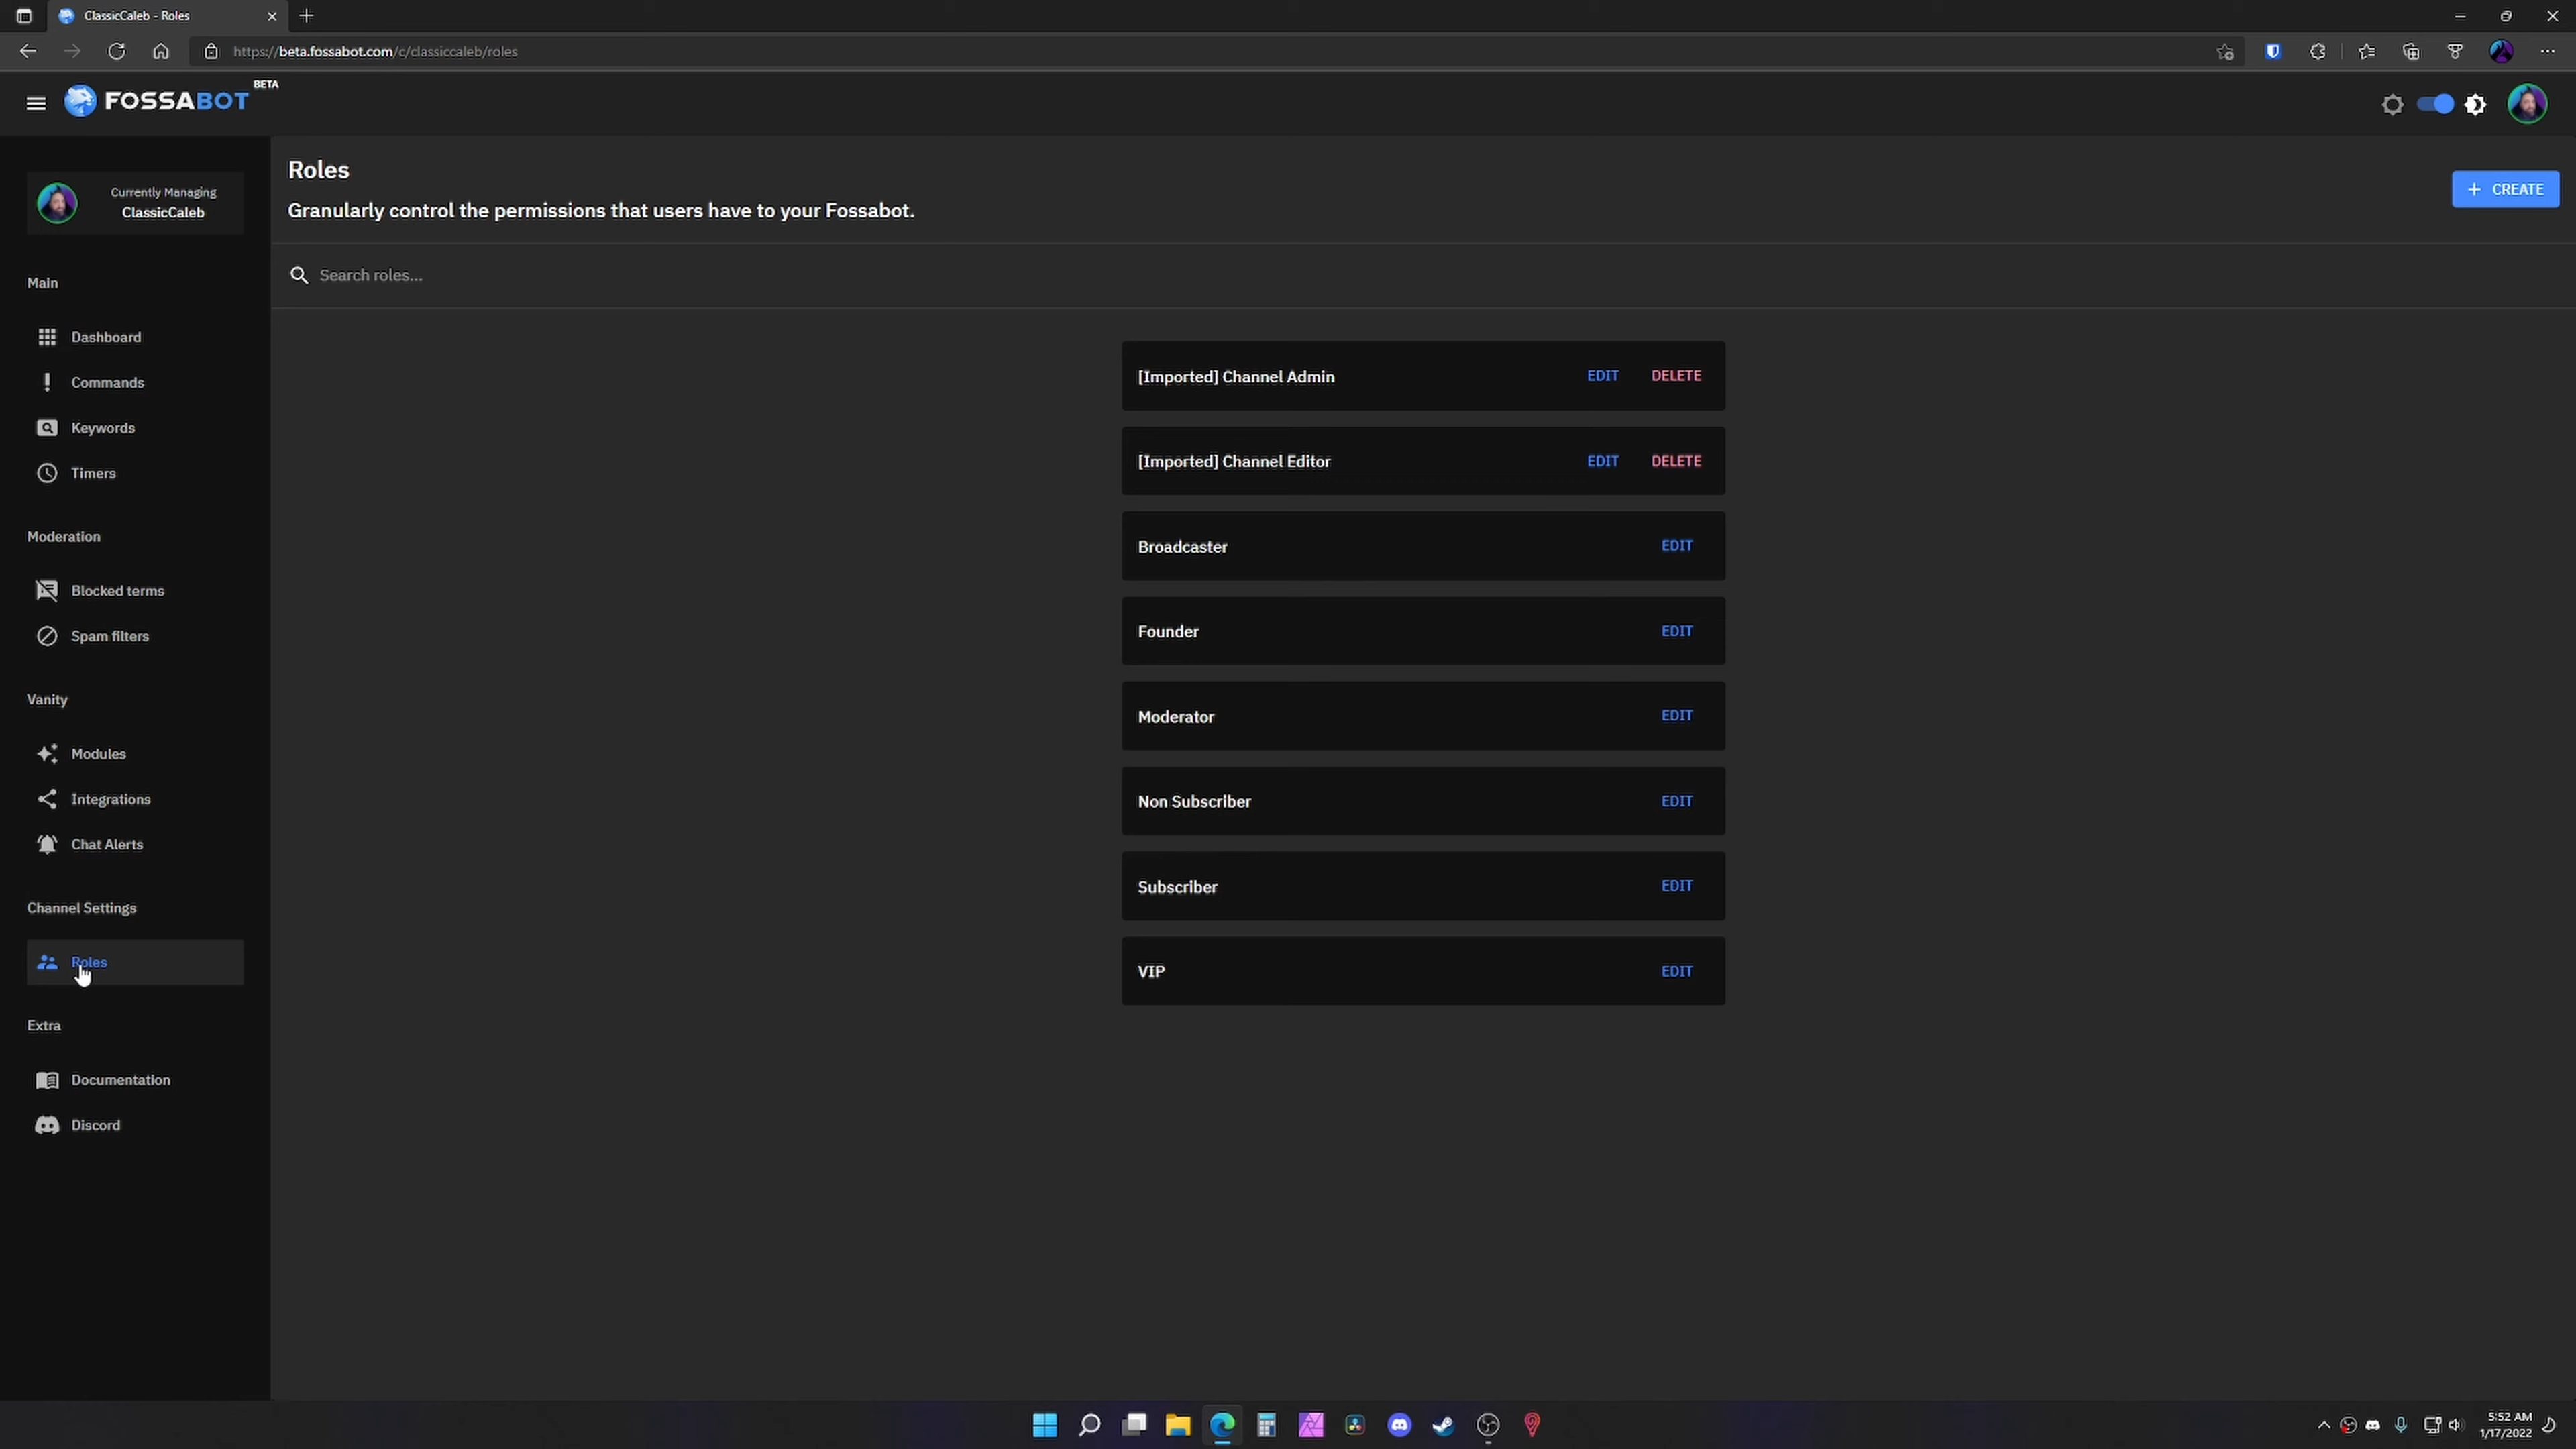 ClassicCaleb - Roles
https://beta.fossabot.com/c/classiccaleb/roles
FOSSABOT BETA
Currently Managing
ClassicCaleb
Main
Dashboard
Commands
Keywords
Timers
Moderation
Blocked terms
Spam filters
Vanity
Modules
Integrations
Chat Alerts
Channel Settings
Roles
Extra
Documentation
Discord
Roles
Granularly control the permissions that users have to your Fossabot.
+ CREATE
Search roles...
[Imported] Channel Admin EDIT DELETE
[Imported] Channel Editor EDIT DELETE
Broadcaster EDIT
Founder EDIT
Moderator EDIT
Non Subscriber EDIT
Subscriber EDIT
VIP EDIT
5:52 AM
1/17/2022